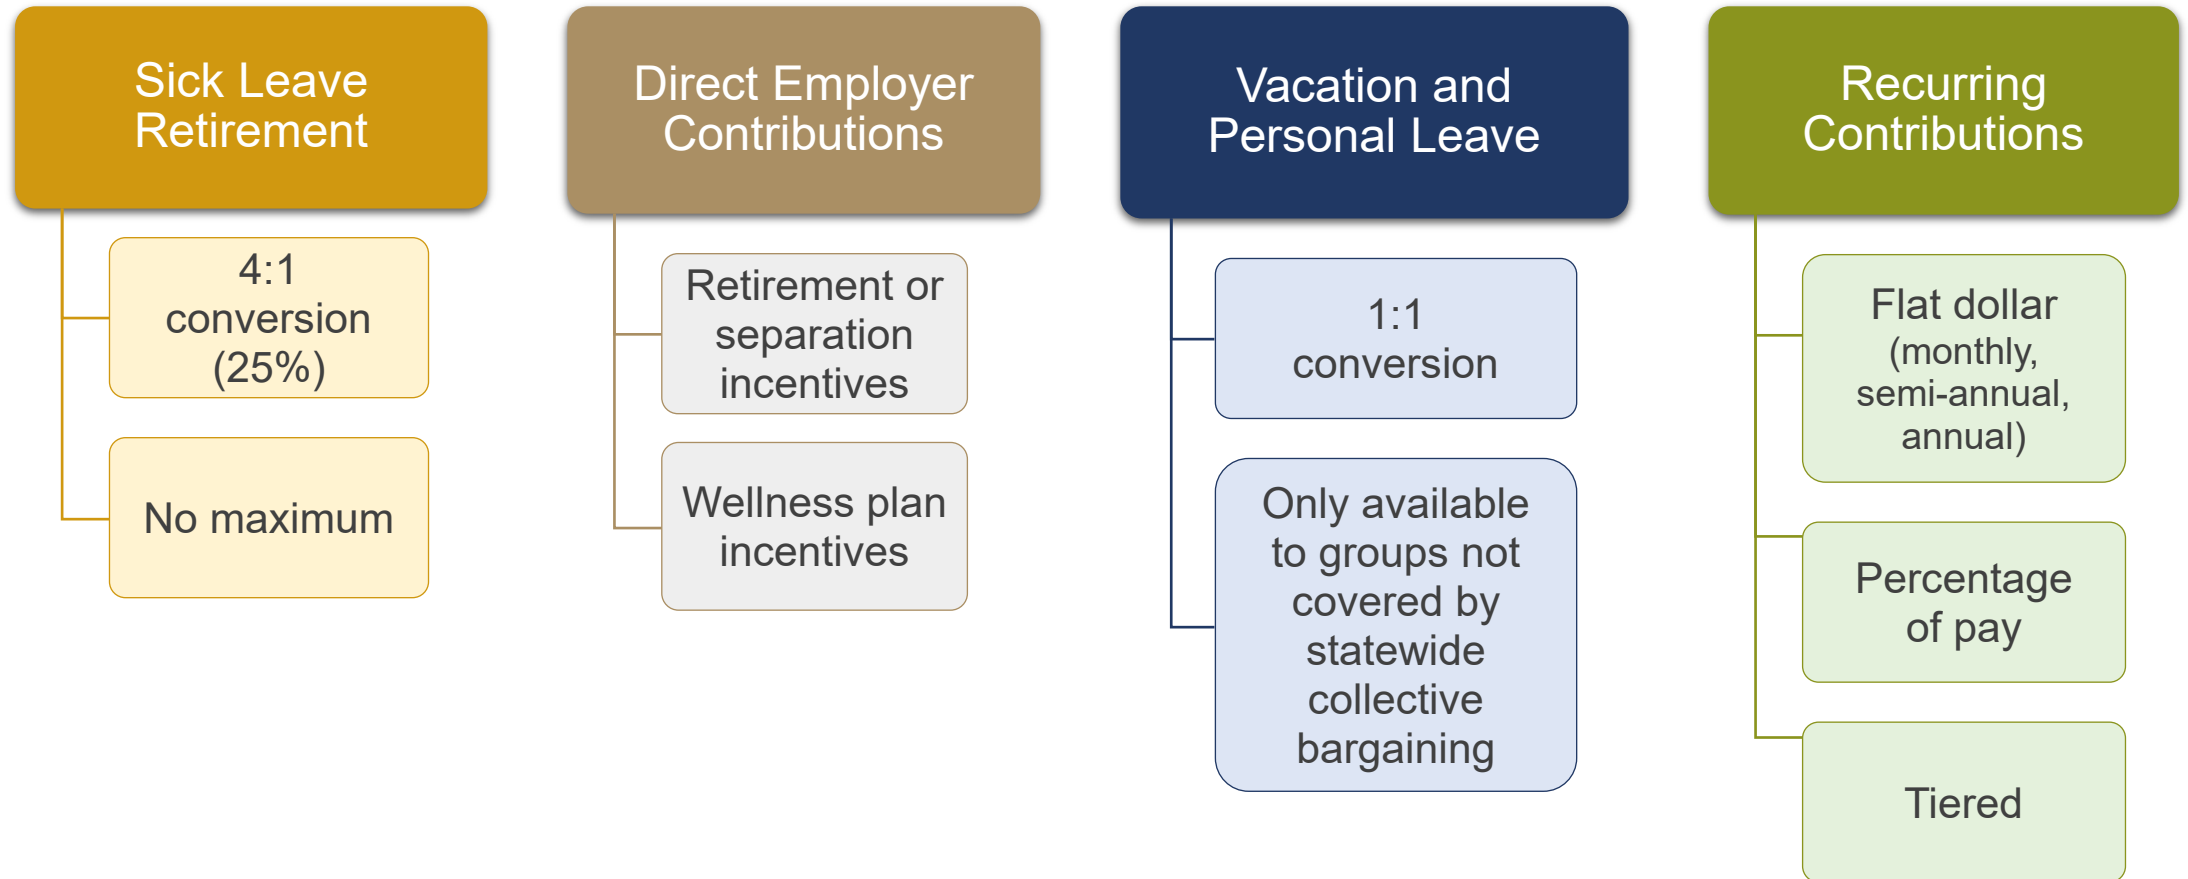 Sick Leave
Retirement
4:1
conversion
(25%)
No maximum
Direct Employer
Contributions
Retirement or
separation
incentives
Wellness plan
incentives
Vacation and
Personal Leave
1:1
conversion
Only available
to groups not
covered by
statewide
collective
bargaining
Recurring
Contributions
Flat dollar
(monthly,
semi-annual,
annual)
Percentage
of pay
Tiered